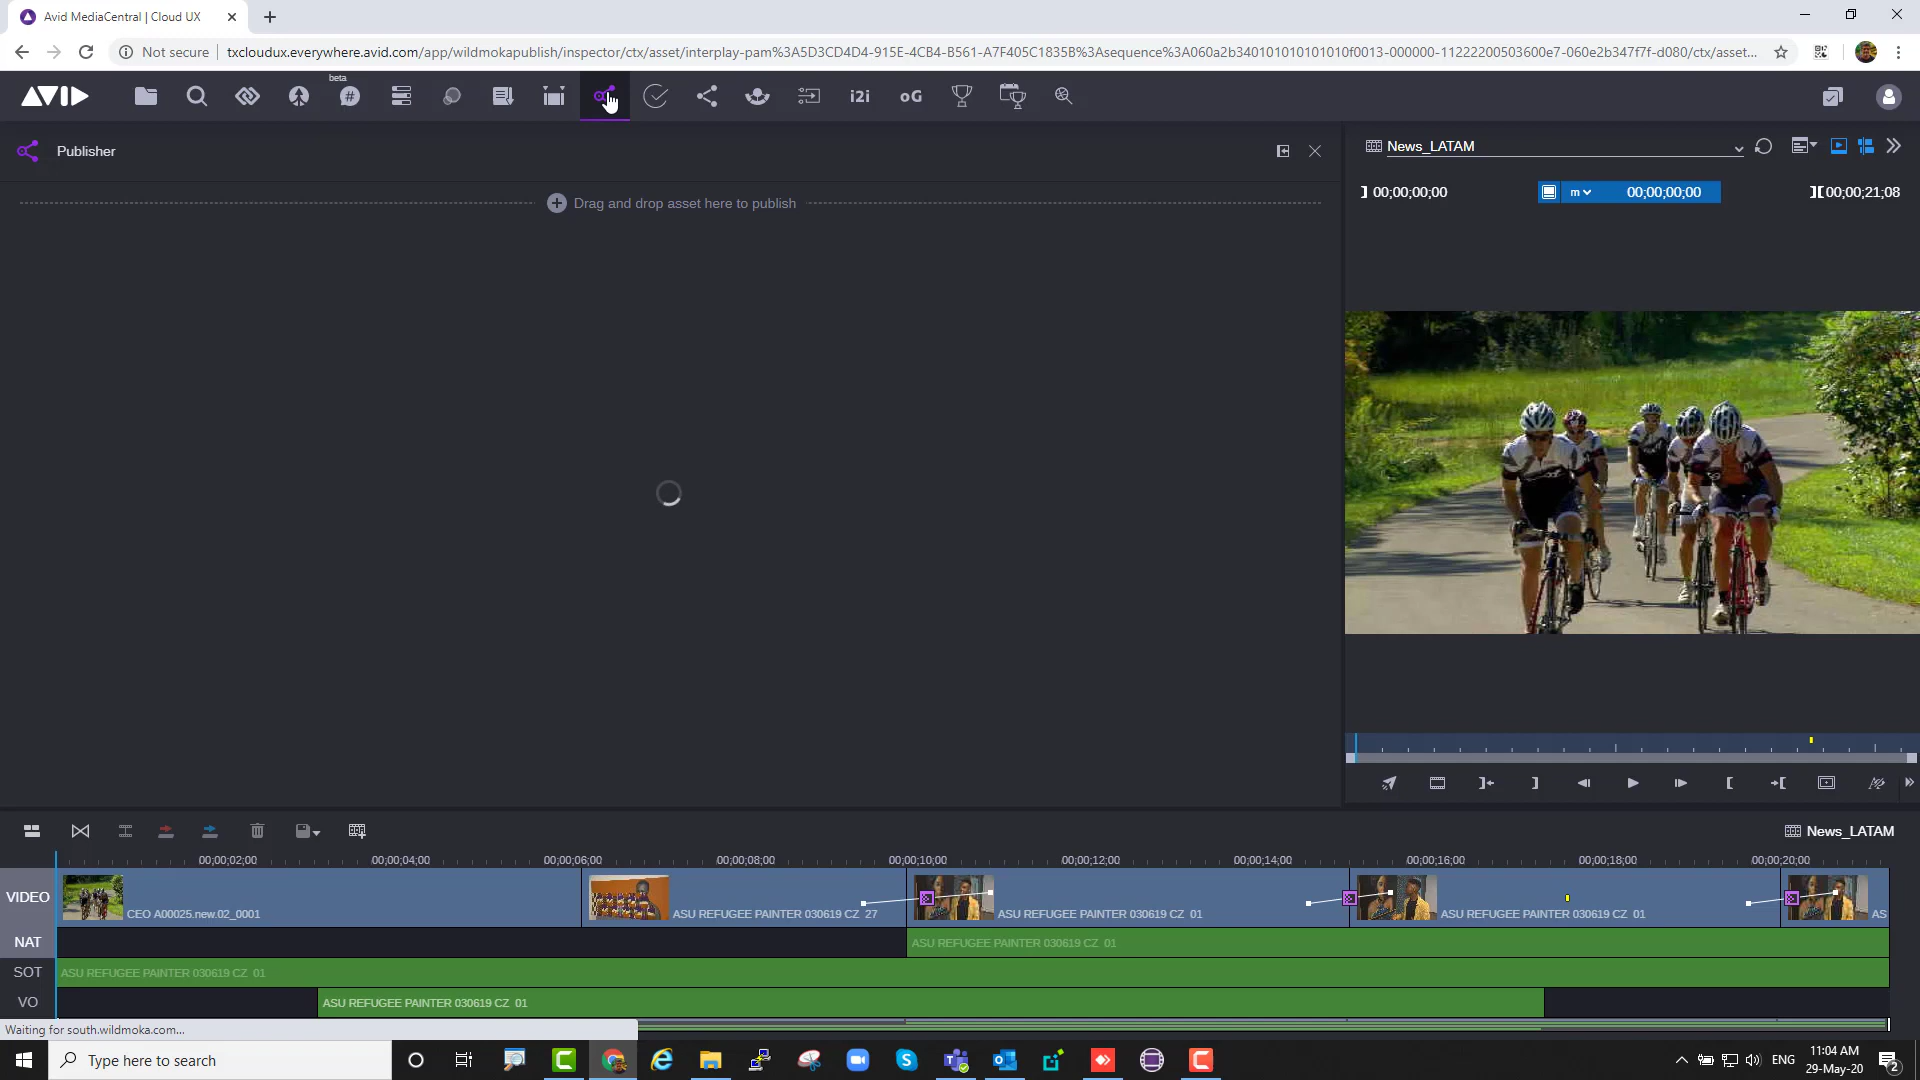 Avid MediaCentral | Cloud UX
Not secure
txcloudux.everywhere.avid.com/app/wildmokapublish/inspector/ctx/asset/interplay-pam%3A5D3CD4D4-915E-4CB4-B561-A7F405C1835B%3Asequence%3A060a2b340101010101010f0013-000000-11222200503600e7-060e2b347f7f-d080/ctx/asset...
AVID
beta
#
i2i
oG
Publisher
Drag and drop asset here to publish
News_LATAM
00;00;00;00
m
00;00;00;00
00;00;21;08
News_LATAM
00;00;02;00
00;00;04;00
00;00;06;00
00;00;08;00
00;00;10;00
00;00;12;00
00;00;14;00
00;00;16;00
00;00;18;00
00;00;20;00
VIDEO
CEO A00025.new.02_0001
ASU REFUGEE PAINTER 030619 CZ 27
ASU REFUGEE PAINTER 030619 CZ 01
ASU REFUGEE PAINTER 030619 CZ 01
AS
NAT
ASU REFUGEE PAINTER 030619 CZ 01
SOT
ASU REFUGEE PAINTER 030619 CZ 01
VO
ASU REFUGEE PAINTER 030619 CZ 01
Waiting for south.wildmoka.com...
Type here to search
ENG
11:04 AM
29-May-20
2